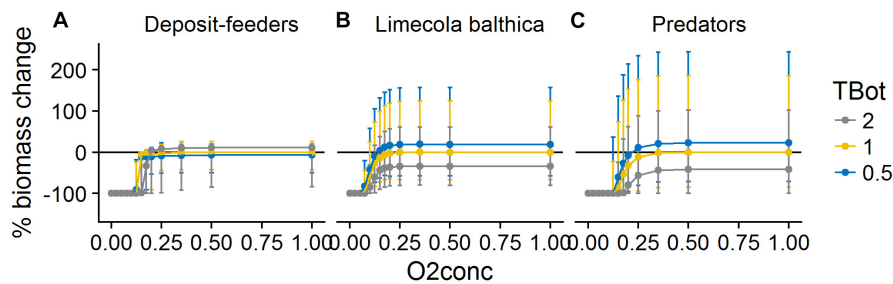 A Deposit-feeders B Limecola balthica C Predators
% biomass change
200
100
0
-100
0.00 0.25 0.50 0.75 1.00 0.00 0.25 0.50 0.75 1.00 0.00 0.25 0.50 0.75 1.00
O2conc
TBot
2
1
0.5